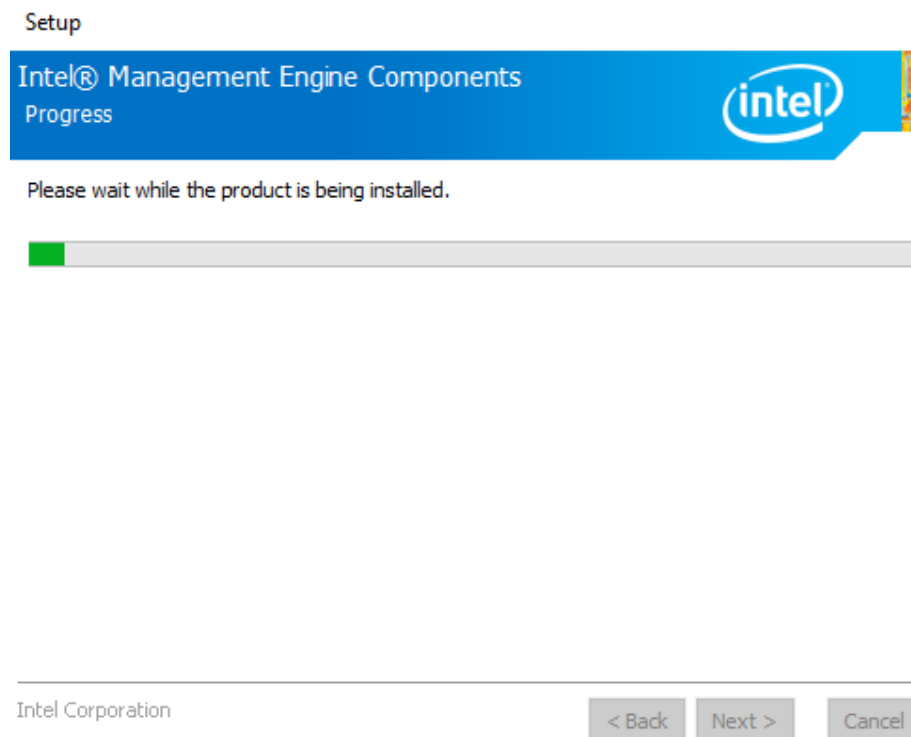 Setup
Intel® Management Engine Components
Progress
intel
Please wait while the product is being installed.
Intel Corporation
< Back
Next >
Cancel